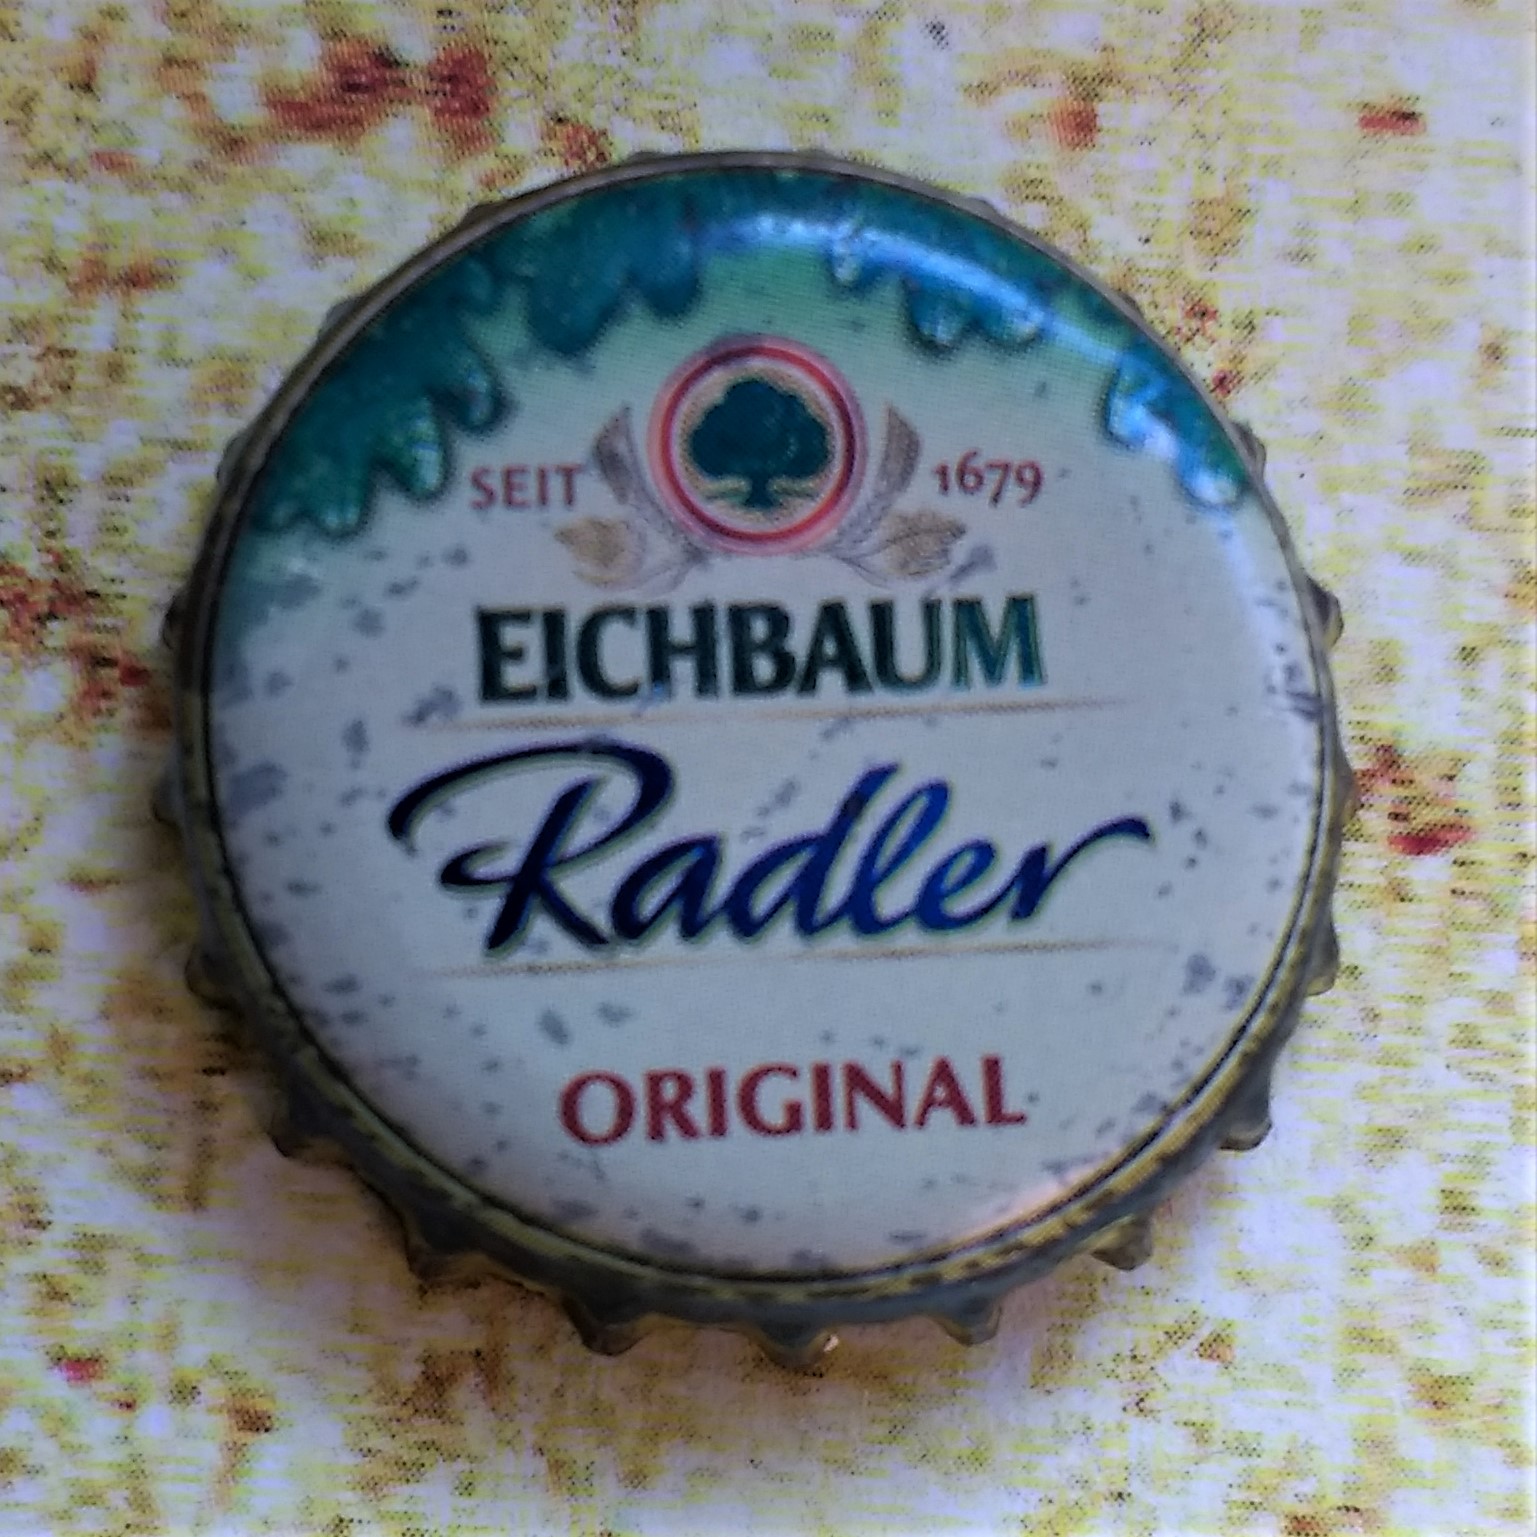 SEIT 1679
EICHBAUM
Radler
ORIGINAL